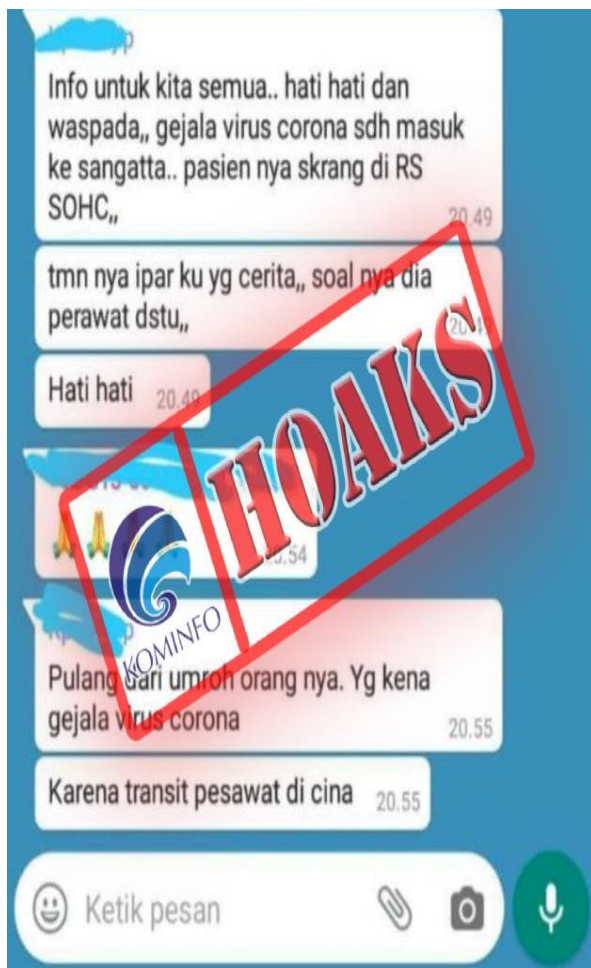 Info untuk kita semua.. hati hati dan
waspada,, gejala virus corona sdh masuk
ke sangatta.. pasien nya skrang di RS
SOHC,,
20.49
tmn nya ipar ku yg cerita,, soal nya dia
perawat dstu,,
20.49
Hati hati
20.49
HOAKS
KOMINFO
Pulang dari umroh orang nya. Yg kena
gejala virus corona
20.55
Karena transit pesawat di cina
20.55
Ketik pesan